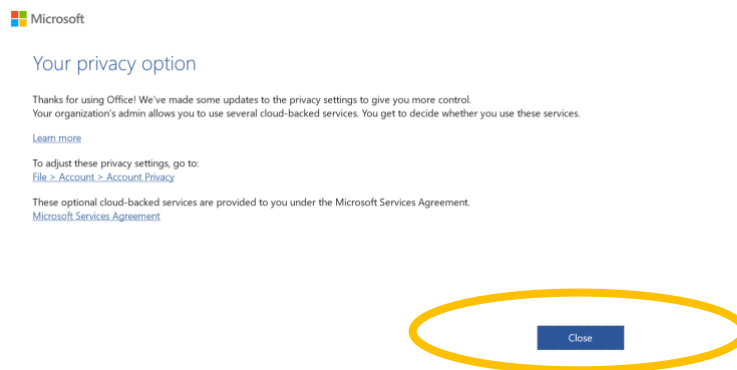 Microsoft
Your privacy option
Thanks for using Office! We've made some updates to the privacy settings to give you more control.
Your organization's admin allows you to use several cloud-backed services. You get to decide whether you use these services.
Learn more
To adjust these privacy settings, go to:
File > Account > Account Privacy
These optional cloud-backed services are provided to you under the Microsoft Services Agreement.
Microsoft Services Agreement
Close